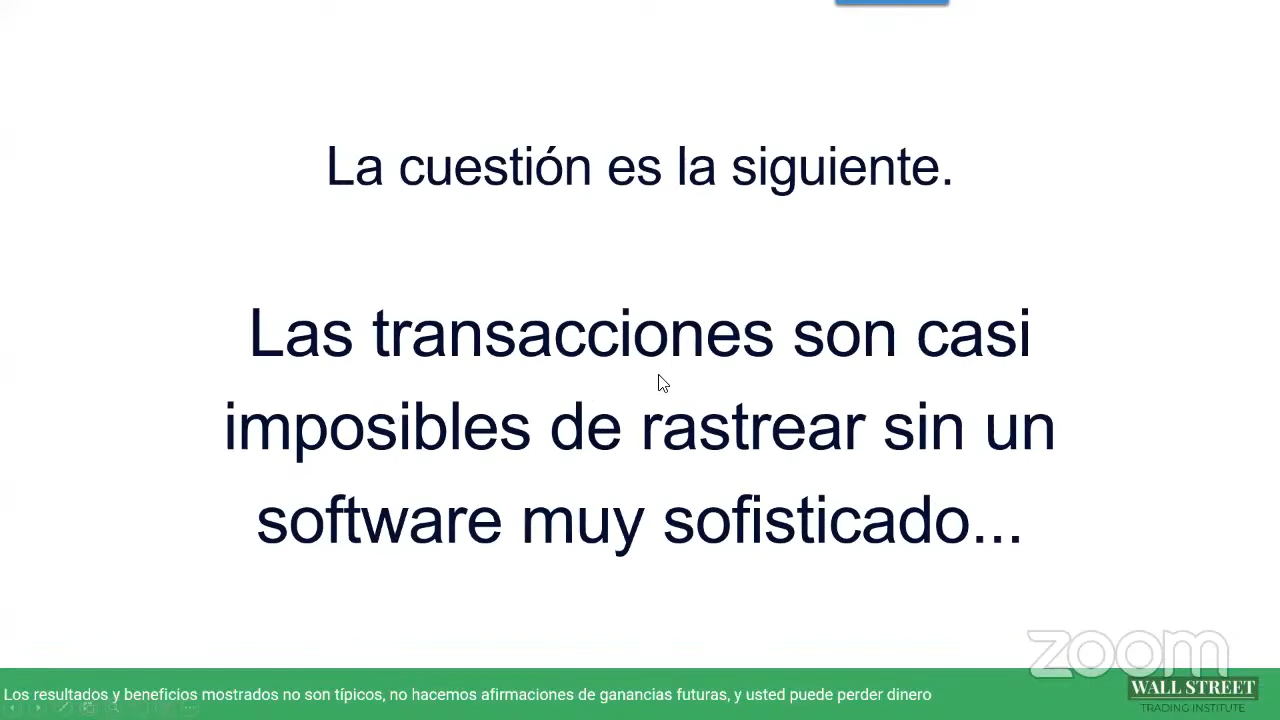 La cuestión es la siguiente.
Las transacciones son casi
imposibles de rastrear sin un
software muy sofisticado...
zoom
Los resultados y beneficios mostrados no son típicos, no hacemos afirmaciones de ganancias futuras, y usted puede perder dinero
WALL STREET
TRADING INSTITUTE